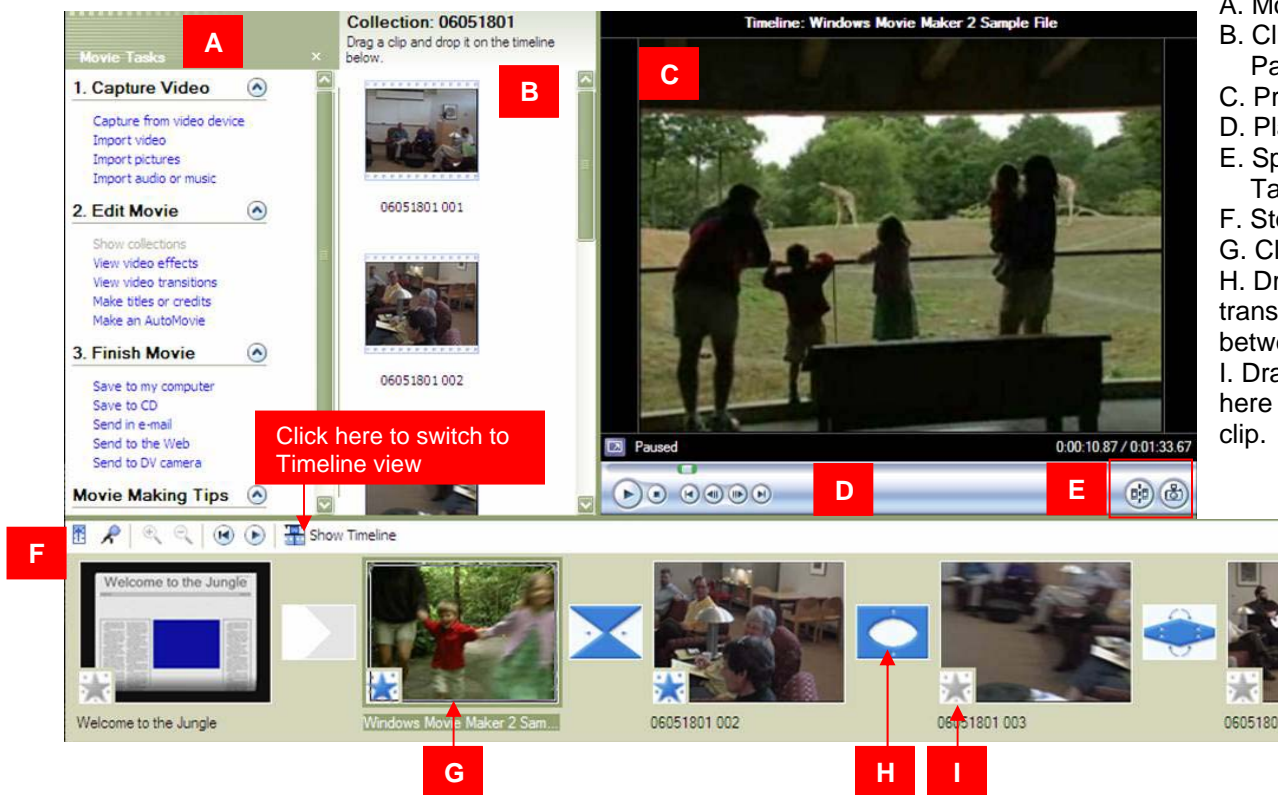 A
Movie Tasks
×
1. Capture Video
Capture from video device
Import video
Import pictures
Import audio or music
2. Edit Movie
Show collections
View video effects
View video transitions
Make titles or credits
Make an AutoMovie
3. Finish Movie
Save to my computer
Save to CD
Send in e-mail
Send to the Web
Send to DV camera
Movie Making Tips
Collection: 06051801
Drag a clip and drop it on the timeline
below.
B
06051801 001
06051801 002
Click here to switch to
Timeline view
Timeline: Windows Movie Maker 2 Sample File
C
Paused
0:00:10.87 / 0:01:33.67
D
E
A. Mo
B. Cl
Pa
C. Pr
D. Pl
E. Sp
Ta
F. Sto
G. Cl
H. Dr
trans
betwe
I. Dra
here
clip.
F
Show Timeline
Welcome to the Jungle
Welcome to the Jungle
Windows Movie Maker 2 Sam...
06051801 002
06051801 003
060518
G
H
I